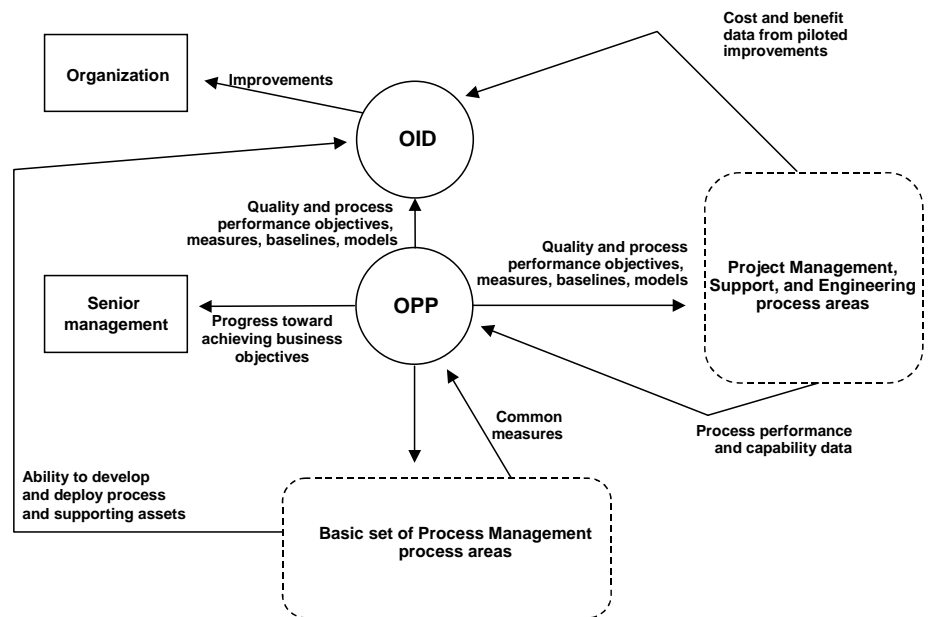 Cost and benefit
data from piloted
improvements
Organization
Improvements
OID
Quality and process
performance objectives,
measures, baselines, models
Quality and process
performance objectives,
measures, baselines, models
Project Management,
Support, and Engineering
process areas
Senior
management
OPP
Progress toward
achieving business
objectives
Common
measures
Process performance
and capability data
Ability to develop
and deploy process
and supporting assets
Basic set of Process Management
process areas